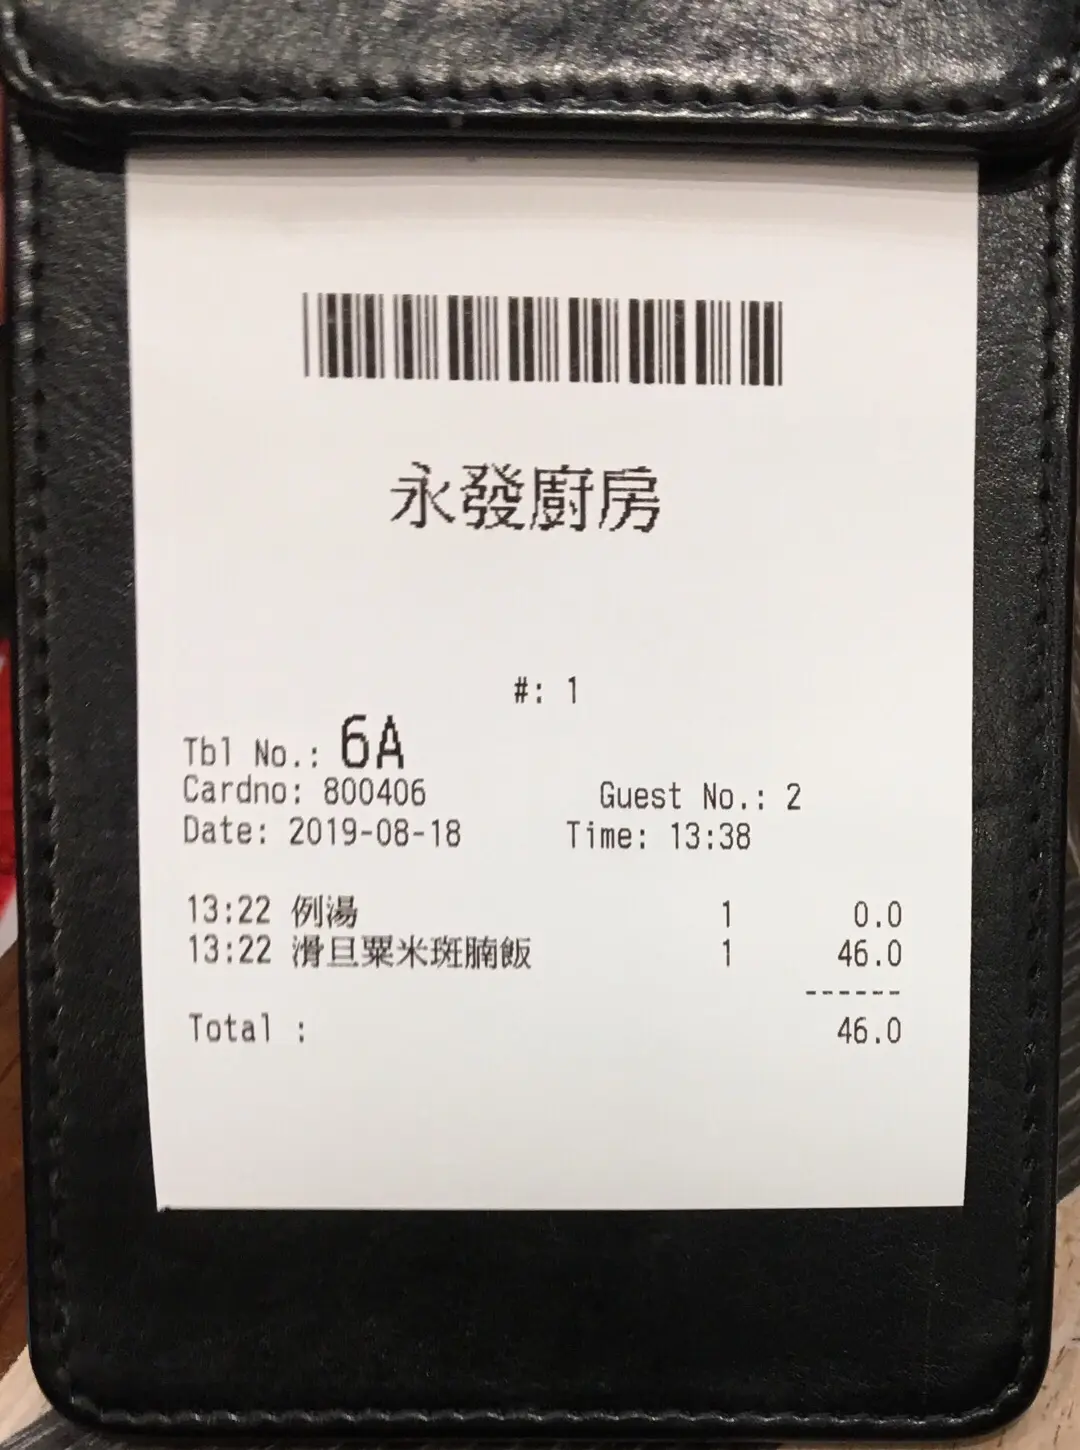 永發廚房
#: 1
Tbl No.: 6A
Cardno: 800406 Guest No.: 2
Date: 2019-08-18 Time: 13:38
13:22 例湯 1 0.0
13:22 滑旦粟米斑腩飯 1 46.0
------
Total : 46.0